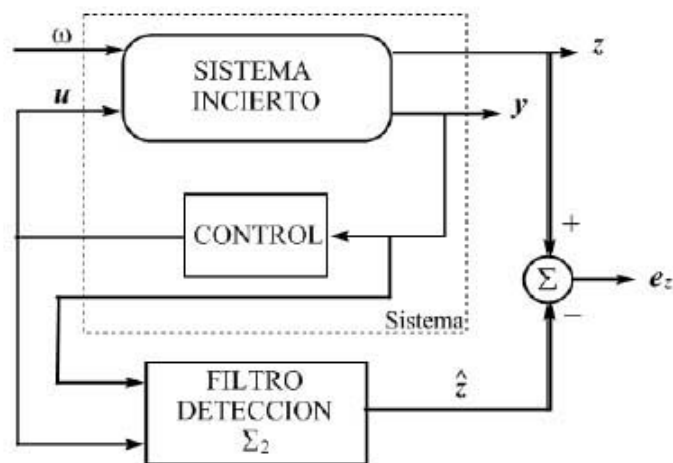 ω
z
SISTEMA
INCIERTO
u
y
CONTROL
+
Σ
e_z
−
Sistema
FILTRO
DETECCION
Σ₂
ẑ